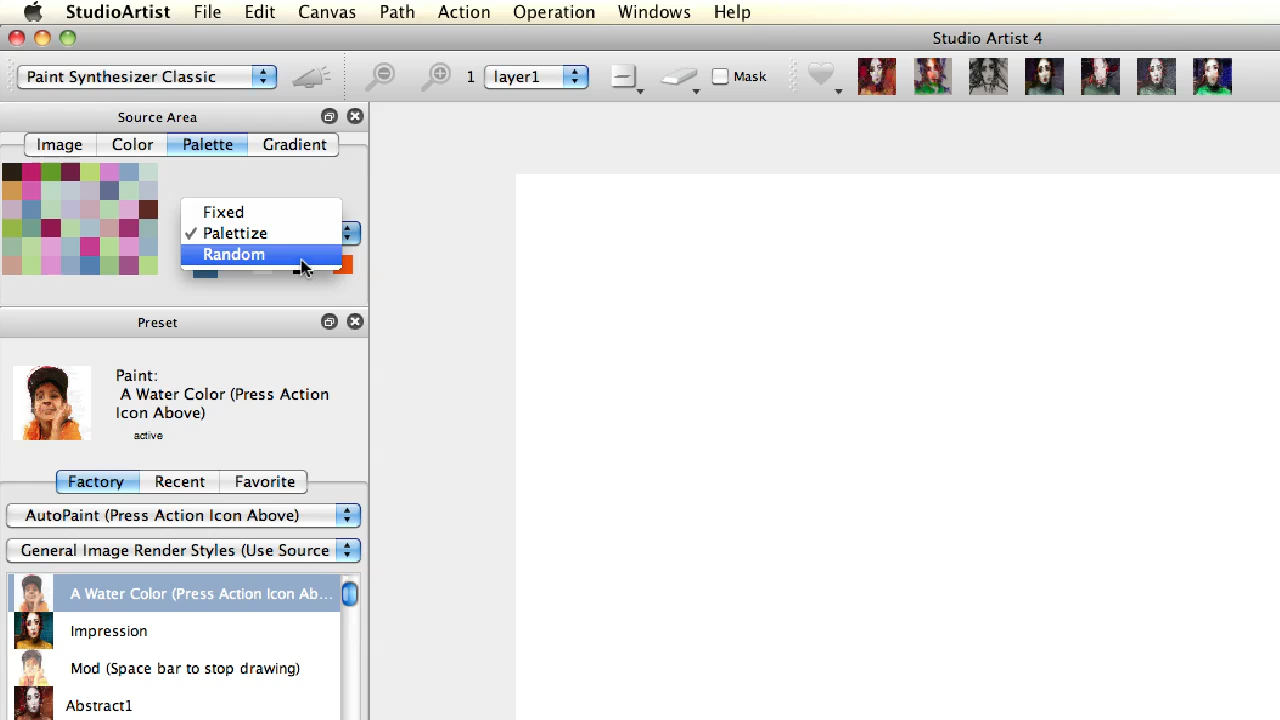 StudioArtist File Edit Canvas Path Action Operation Windows Help
Studio Artist 4
Paint Synthesizer Classic 1 layer1 Mask
Source Area
Image Color Palette Gradient
Fixed
✓ Palettize
Random
Preset
Paint:
A Water Color (Press Action
Icon Above)
active
Factory Recent Favorite
AutoPaint (Press Action Icon Above)
General Image Render Styles (Use Source
A Water Color (Press Action Icon Ab...
Impression
Mod (Space bar to stop drawing)
Abstract1